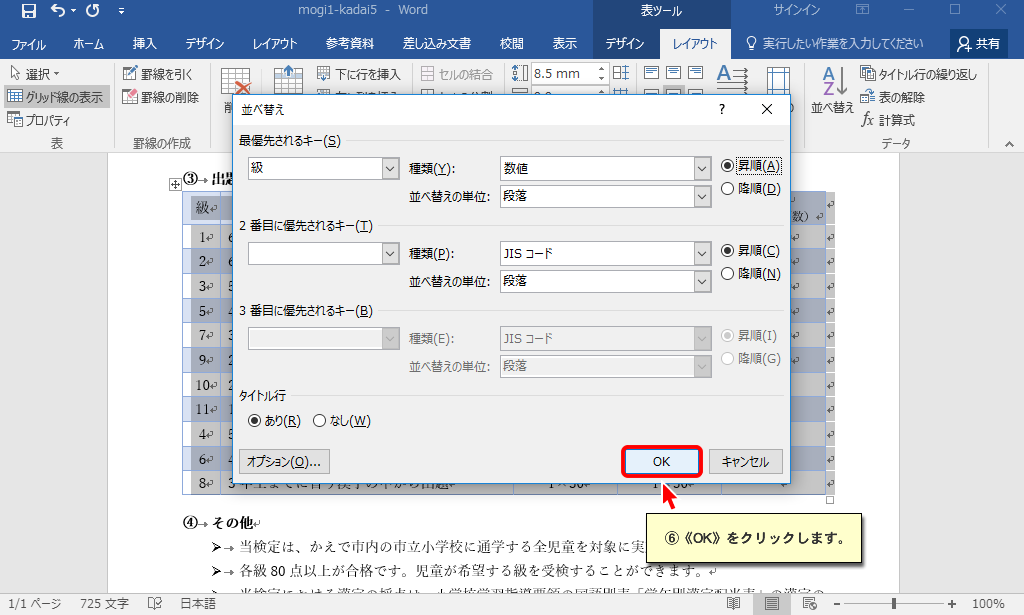 mogi1-kadai5 - Word
表ツール
サインイン
ファイル ホーム 挿入 デザイン レイアウト 参考資料 差し込み文書 校閲 表示 デザイン レイアウト 実行したい作業を入力してください 共有
選択
グリッド線の表示
プロパティ
表
罫線を引く
罫線の削除
罫線の作成
削
下に行を挿入
セルの結合
8.5 mm
並べ替え
タイトル行の繰り返し
表の解除
fx 計算式
データ
並べ替え
? ×
最優先されるキー(S)
級 種類(Y): 数値 昇順(A)
並べ替えの単位: 段落 降順(D)
2 番目に優先されるキー(T)
種類(P): JIS コード 昇順(C)
並べ替えの単位: 段落 降順(N)
3 番目に優先されるキー(B)
種類(E): JIS コード 昇順(I)
並べ替えの単位: 段落 降順(G)
タイトル行
あり(R) なし(W)
オプション(O)... OK キャンセル
⑥《OK》をクリックします。
③→ 出題
級
数）
1
2
3
5
7
9
10
11
4
6
8
④→ その他
➢→ 当検定は、かえで市内の市立小学校に通学する全児童を対象に実
➢→ 各級 80 点以上が合格です。児童が希望する級を受検することができます。
1/1 ページ 725 文字 日本語 100%